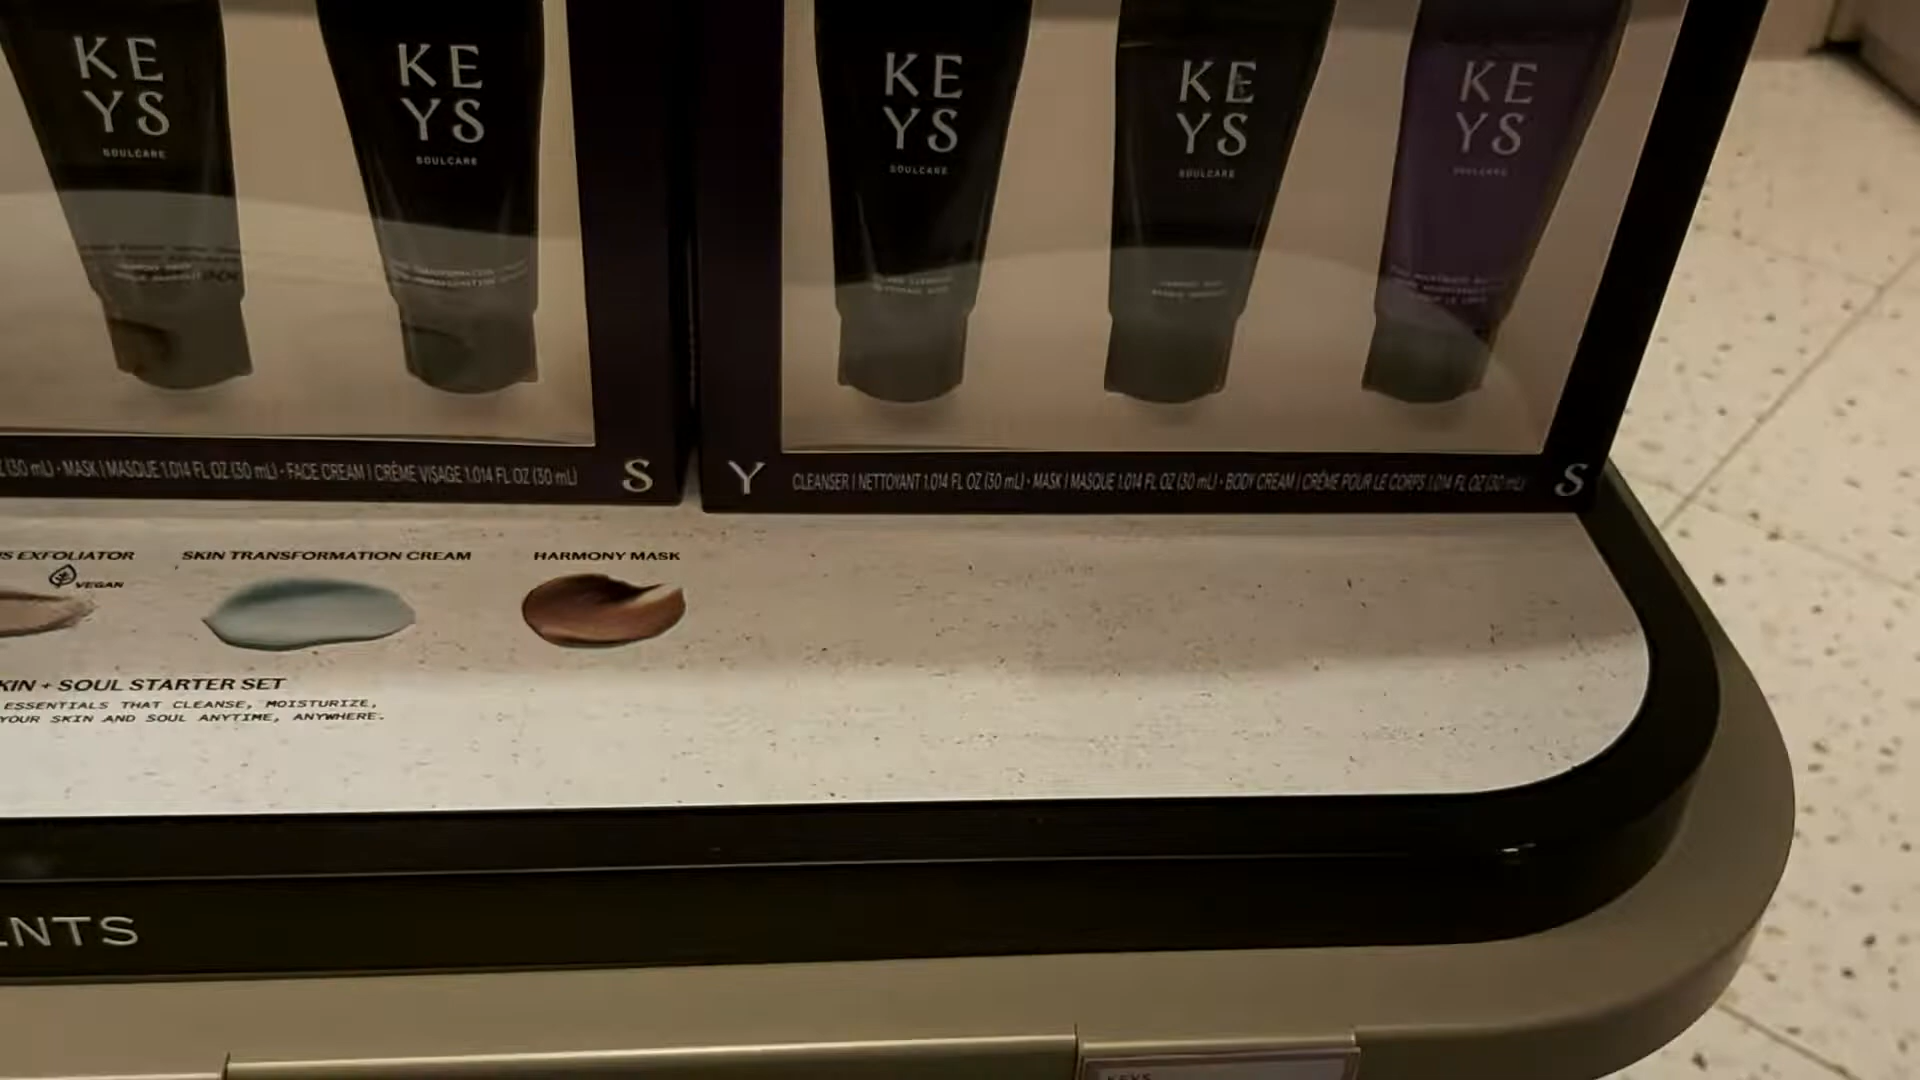 KE
YS
SOULCARE
KE
YS
SOULCARE
KE
YS
SOULCARE
KE
YS
SOULCARE
KE
YS
SOULCARE
(30 mL) · MASK | MASQUE 1.014 FL OZ (30 mL) · FACE CREAM | CRÈME VISAGE 1.014 FL OZ (30 mL)
S
Y
CLEANSER | NETTOYANT 1.014 FL OZ (30 mL) · MASK | MASQUE 1.014 FL OZ (30 mL) · BODY CREAM | CRÈME POUR LE CORPS 1.014 FL OZ (30 mL)
S
EXFOLIATOR
VEGAN
SKIN TRANSFORMATION CREAM
HARMONY MASK
KIN + SOUL STARTER SET
ESSENTIALS THAT CLEANSE, MOISTURIZE,
YOUR SKIN AND SOUL ANYTIME, ANYWHERE.
ENTS
KEYS